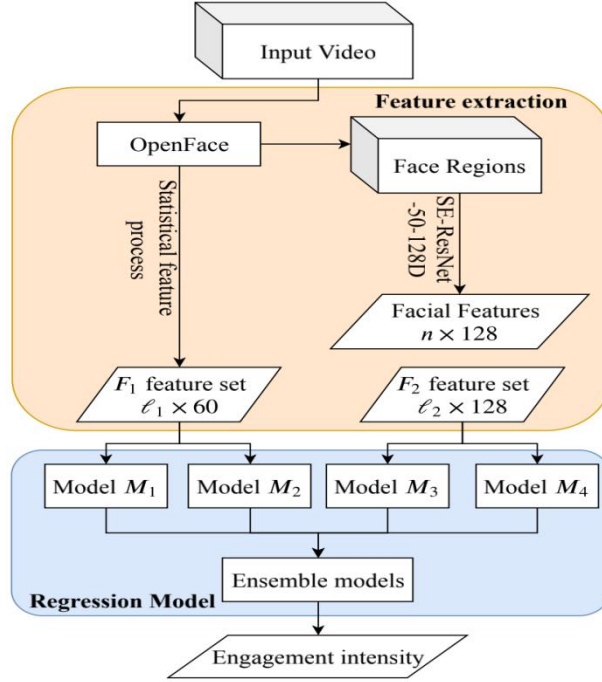 Input Video
Feature extraction
OpenFace
Face Regions
Statistical feature
process
SE-ResNet
-50-128D
Facial Features
n × 128
F₁ feature set
ℓ₁ × 60
F₂ feature set
ℓ₂ × 128
Model M₁
Model M₂
Model M₃
Model M₄
Ensemble models
Regression Model
Engagement intensity